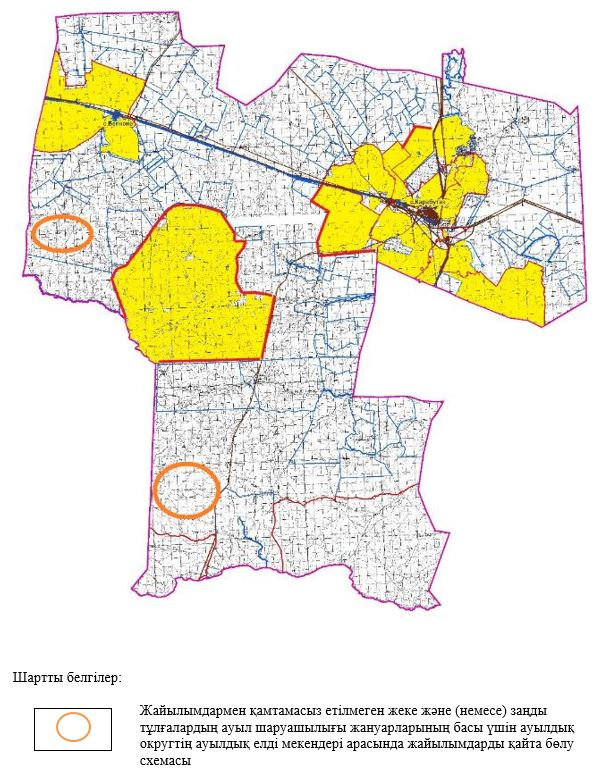 с.Карабутак
Шартты белгілер:
Жайылымдармен қамтамасыз етілмеген жеке және (немесе) заңды
тұлғалардың ауыл шаруашылығы жануарларының басы үшін ауылдық
округтің ауылдық елді мекендері арасында жайылымдарды қайта бөлу
схемасы